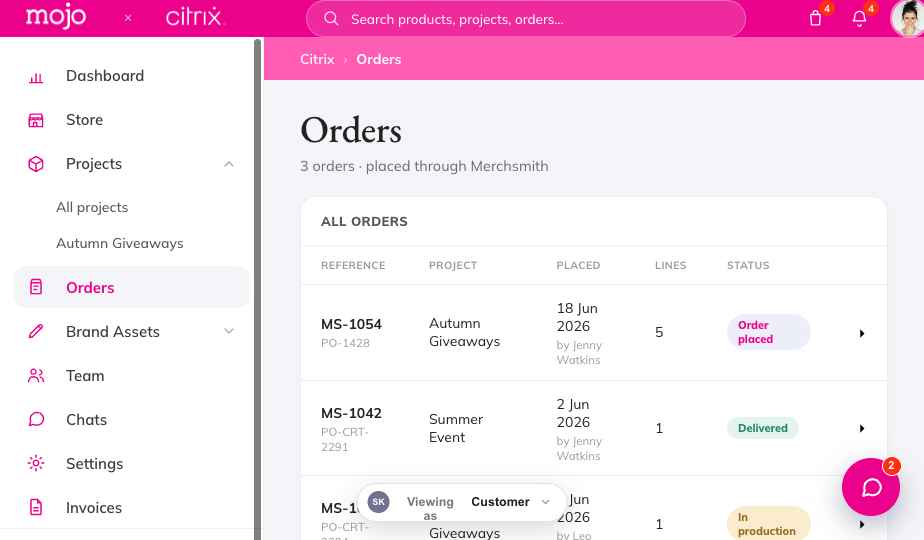 mojo × citrix
Search products, projects, orders...
4
4
Citrix › Orders
Dashboard
Store
Projects
All projects
Autumn Giveaways
Orders
Brand Assets
Team
Chats
Settings
Invoices
Orders
3 orders · placed through Merchsmith
ALL ORDERS
REFERENCE PROJECT PLACED LINES STATUS
MS-1054
PO-1428
Autumn
Giveaways
18 Jun
2026
by Jenny
Watkins
5
Order
placed
MS-1042
PO-CRT-
2291
Summer
Event
2 Jun
2026
by Jenny
Watkins
1
Delivered
PO-CRT-
Giveaways
Jun
2026
by Leo
1
In
production
SK
Viewing
as
Customer
2